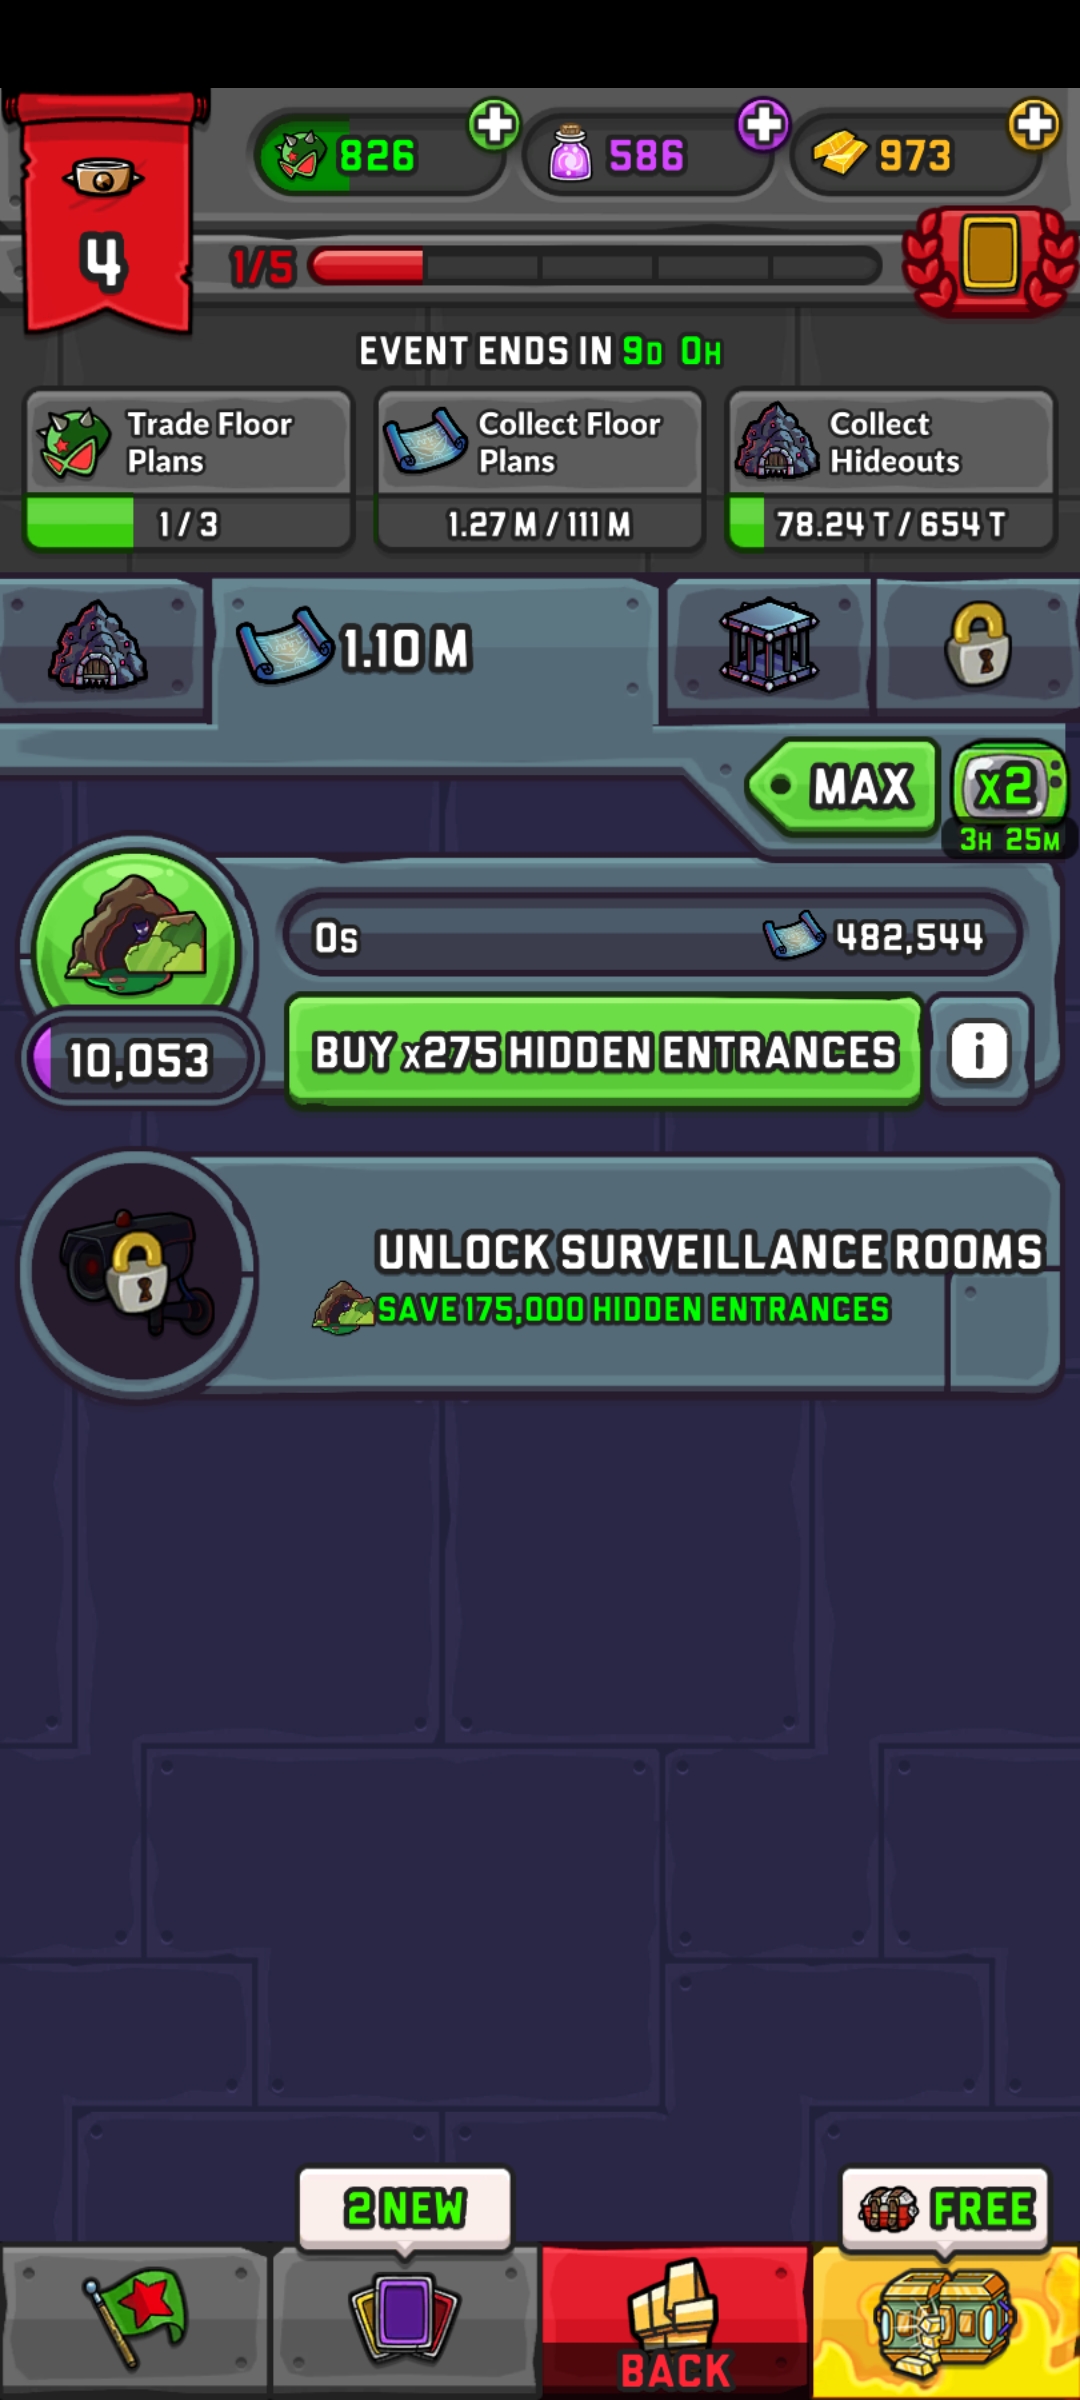 826
586
973
4
1/5
EVENT ENDS IN 9D 0H
Trade Floor
Plans
1 / 3
Collect Floor
Plans
1.27 M / 111 M
Collect
Hideouts
78.24 T / 654 T
1.10 M
MAX
x2
3H 25M
0s
482,544
10,053
BUY x275 HIDDEN ENTRANCES
i
UNLOCK SURVEILLANCE ROOMS
SAVE 175,000 HIDDEN ENTRANCES
2 NEW
FREE
BACK